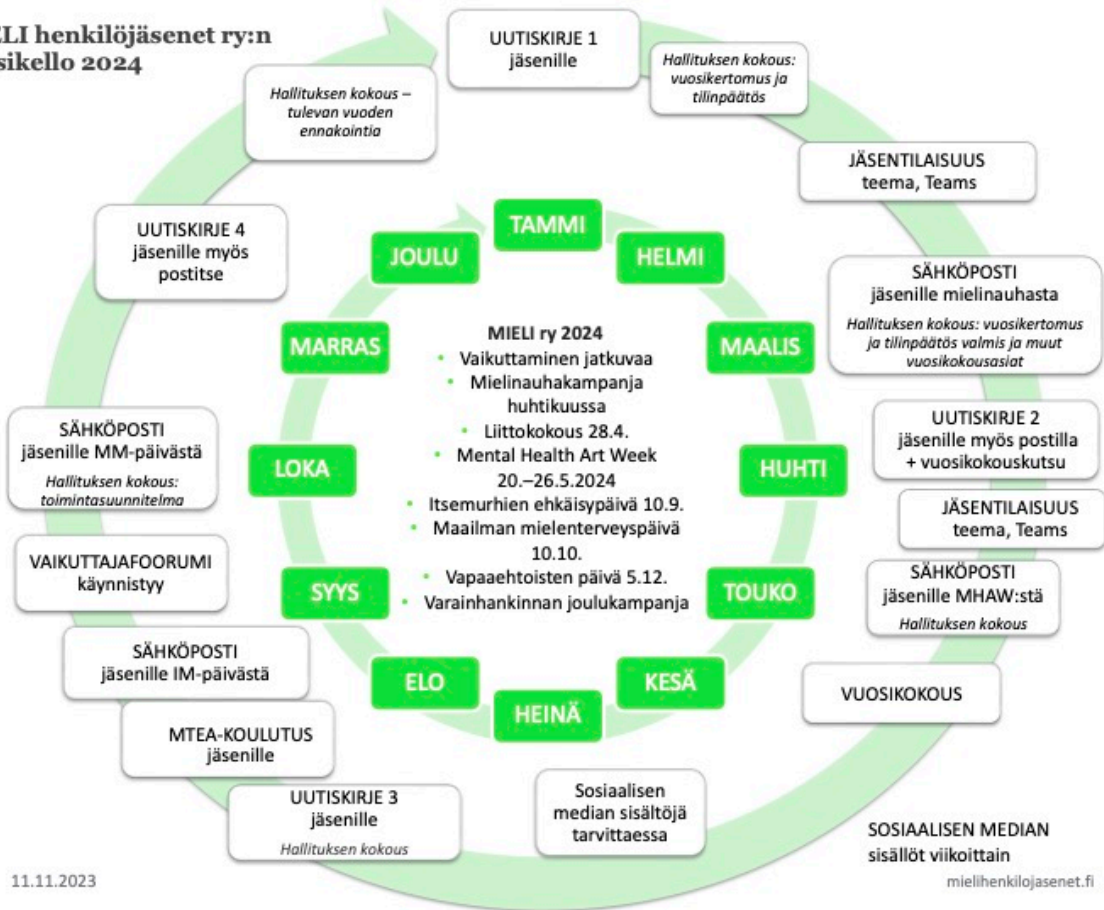 ELI henkilöjäsenet ry:n
sikello 2024
UUTISKIRJE 1
jäsenille
Hallituksen kokous:
vuosikertomus ja
tilinpäätös
JÄSENTILAISUUS
teema, Teams
SÄHKÖPOSTI
jäsenille mielinauhasta
Hallituksen kokous: vuosikertomus
ja tilinpäätös valmis ja muut
vuosikokousasiat
UUTISKIRJE 2
jäsenille myös postilla
+ vuosikokouskutsu
JÄSENTILAISUUS
teema, Teams
SÄHKÖPOSTI
jäsenille MHAW:stä
Hallituksen kokous
VUOSIKOKOUS
SOSIAALISEN MEDIAN
sisällöt viikoittain
Sosiaalisen
median sisältöjä
tarvittaessa
UUTISKIRJE 3
jäsenille
Hallituksen kokous
MTEA-KOULUTUS
jäsenille
SÄHKÖPOSTI
jäsenille IM-päivästä
VAIKUTTAJAFOORUMI
käynnistyy
SÄHKÖPOSTI
jäsenille MM-päivästä
Hallituksen kokous:
toimintasuunnitelma
UUTISKIRJE 4
jäsenille myös
postitse
Hallituksen kokous –
tulevan vuoden
ennakointia
TAMMI
HELMI
MAALIS
HUHTI
TOUKO
KESÄ
HEINÄ
ELO
SYYS
LOKA
MARRAS
JOULU
MIELI ry 2024
• Vaikuttaminen jatkuvaa
• Mielinauhakampanja
huhtikuussa
• Liittokokous 28.4.
• Mental Health Art Week
20.–26.5.2024
• Itsemurhien ehkäisypäivä 10.9.
• Maailman mielenterveyspäivä
10.10.
• Vapaaehtoisten päivä 5.12.
• Varainhankinnan joulukampanja
11.11.2023
mielihenkilojasenet.fi